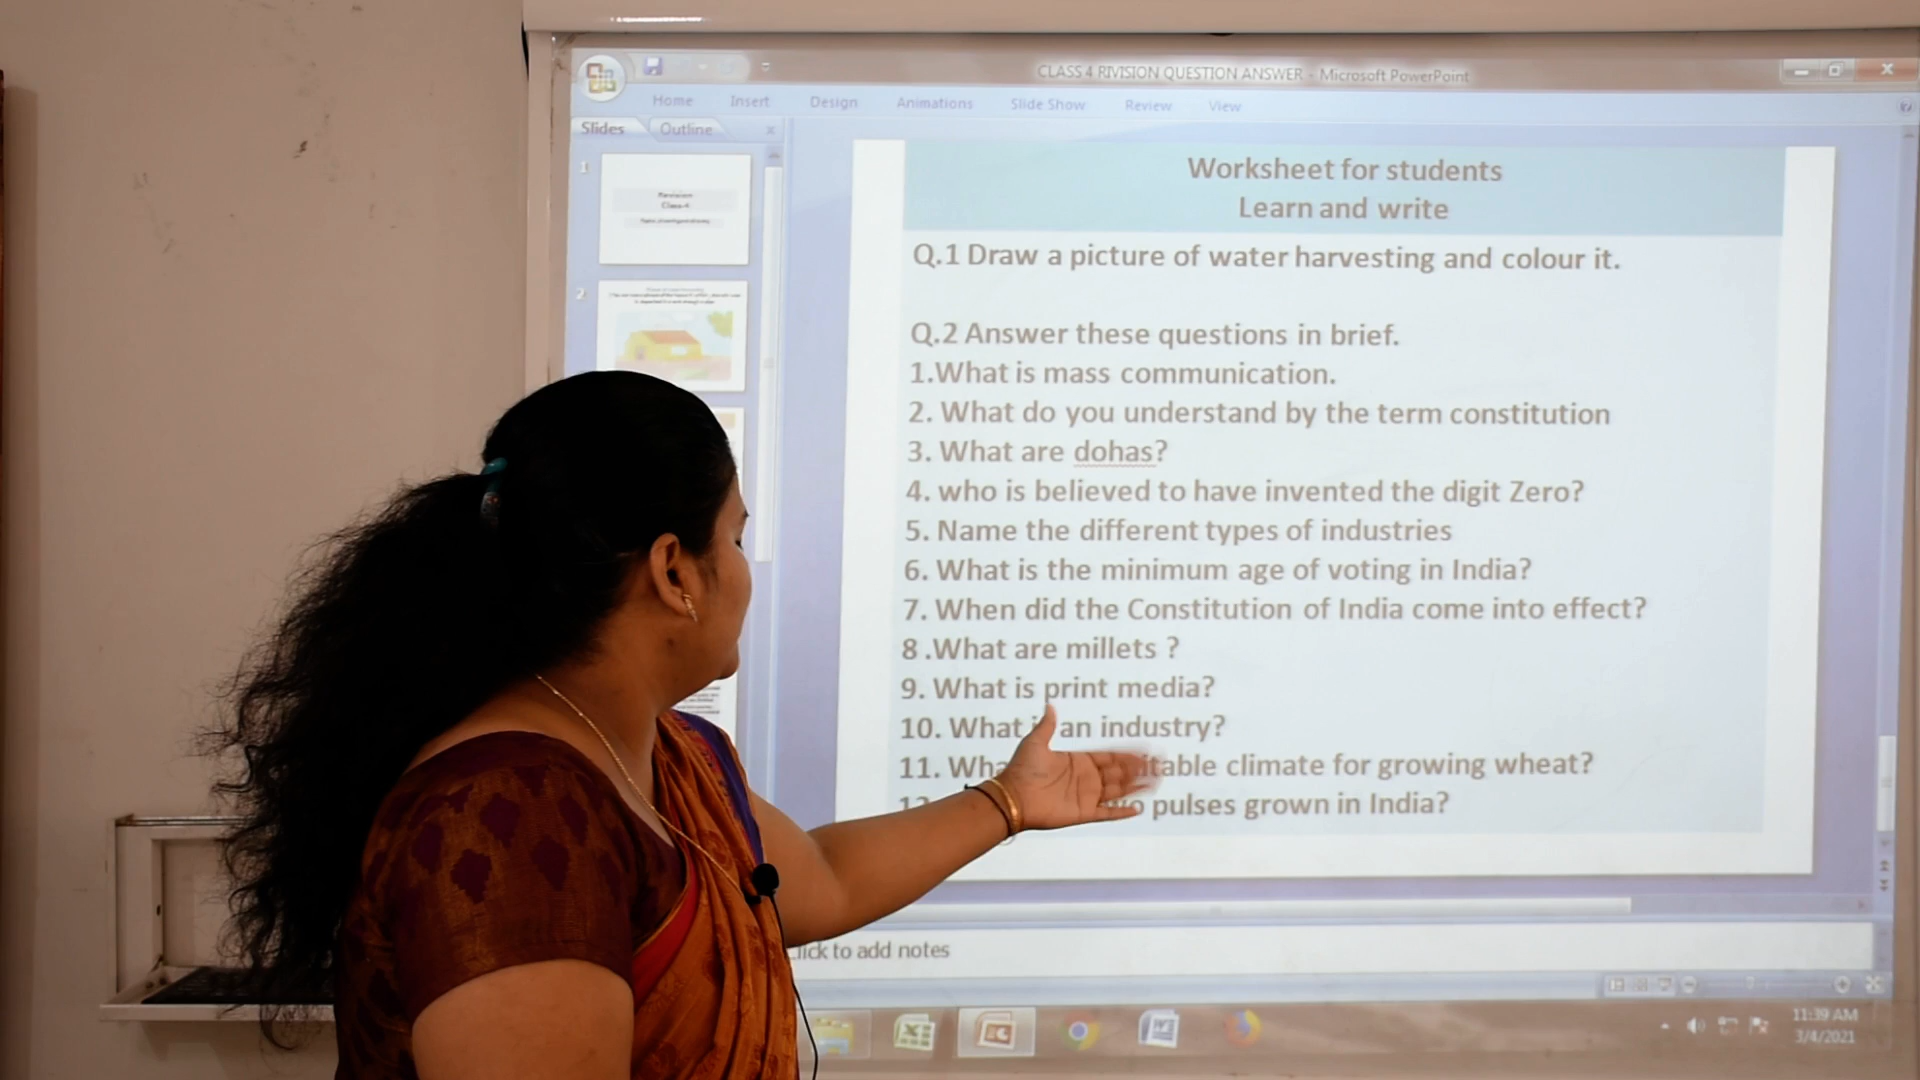 CLASS 4 RIVISION QUESTION ANSWER - Microsoft PowerPoint
Home Insert Design Animations Slide Show Review View
Slides Outline
1
Revision
Class-4
2
Worksheet for students
Learn and write
Q.1 Draw a picture of water harvesting and colour it.
Q.2 Answer these questions in brief.
1.What is mass communication.
2. What do you understand by the term constitution
3. What are dohas?
4. who is believed to have invented the digit Zero?
5. Name the different types of industries
6. What is the minimum age of voting in India?
7. When did the Constitution of India come into effect?
8 .What are millets ?
9. What is print media?
10. What an industry?
11. climate for growing wheat?
pulses grown in India?
to add notes
11:39 AM
3/4/2021